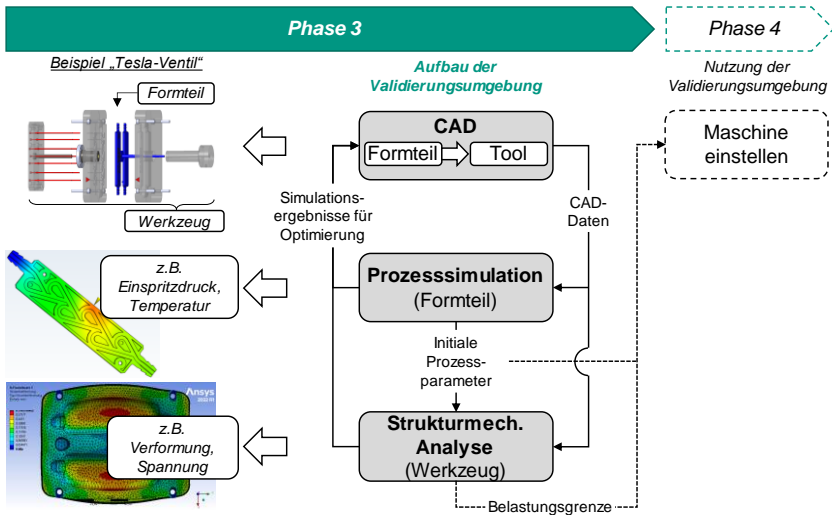 Phase 3
Phase 4
Beispiel „Tesla-Ventil“
Formteil
Werkzeug
Aufbau der
Validierungsumgebung
Nutzung der
Validierungsumgebung
CAD
Formteil
Tool
Maschine
einstellen
Simulations-
ergebnisse für
Optimierung
CAD-
Daten
z.B.
Einspritzdruck,
Temperatur
Prozesssimulation
(Formteil)
Initiale
Prozess-
parameter
Ansys
z.B.
Verformung,
Spannung
Strukturmech.
Analyse
(Werkzeug)
Belastungsgrenze